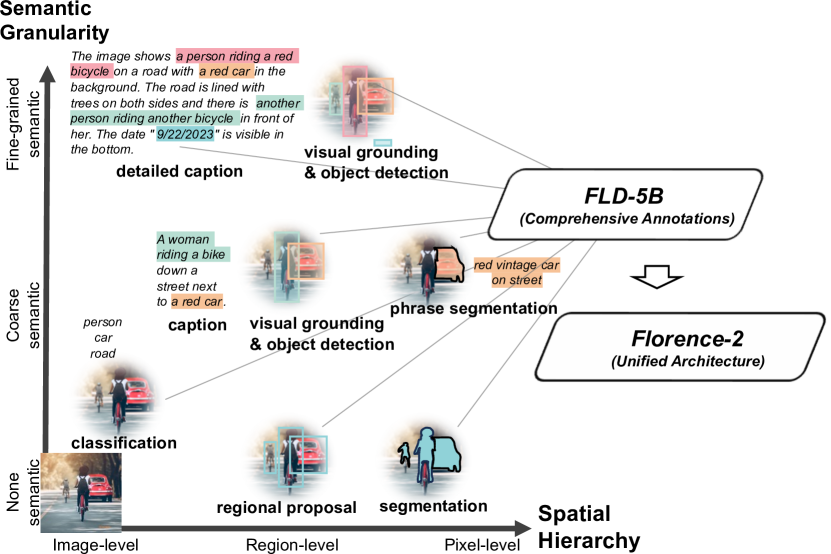 Semantic
Granularity
Fine-grained
semantic
The image shows a person riding a red
bicycle on a road with a red car in the
background. The road is lined with
trees on both sides and there is another
person riding another bicycle in front of
her. The date "9/22/2023" is visible in
the bottom.
detailed caption
visual grounding
& object detection
FLD-5B
(Comprehensive Annotations)
Coarse
semantic
A woman
riding a bike
down a
street next
to a red car.
caption
visual grounding
& object detection
red vintage car
on street
phrase segmentation
Florence-2
(Unified Architecture)
person
car
road
classification
None
semantic
regional proposal
segmentation
Image-level
Region-level
Pixel-level
Spatial
Hierarchy